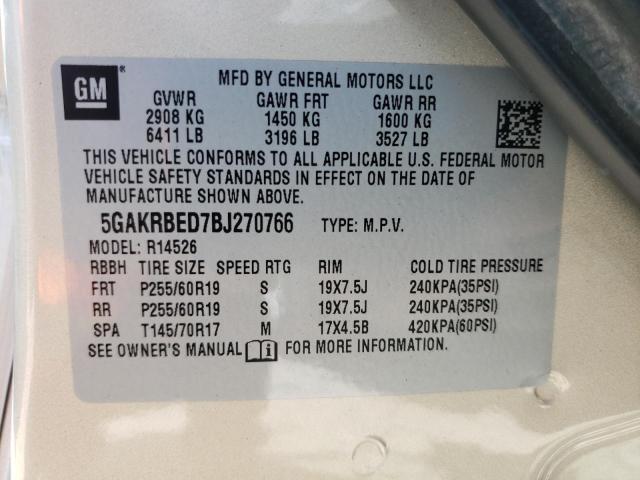 GM ®
MFD BY GENERAL MOTORS LLC
GVWR GAWR FRT GAWR RR
2908 KG 1450 KG 1600 KG
6411 LB 3196 LB 3527 LB
THIS VEHICLE CONFORMS TO ALL APPLICABLE U.S. FEDERAL MOTOR
VEHICLE SAFETY STANDARDS IN EFFECT ON THE DATE OF
MANUFACTURE SHOWN ABOVE.
5GAKRBED7BJ270766 TYPE: M.P.V.
MODEL: R14526
RBBH TIRE SIZE SPEED RTG RIM COLD TIRE PRESSURE
FRT P255/60R19 S 19X7.5J 240KPA(35PSI)
RR P255/60R19 S 19X7.5J 240KPA(35PSI)
SPA T145/70R17 M 17X4.5B 420KPA(60PSI)
SEE OWNER'S MANUAL i FOR MORE INFORMATION.